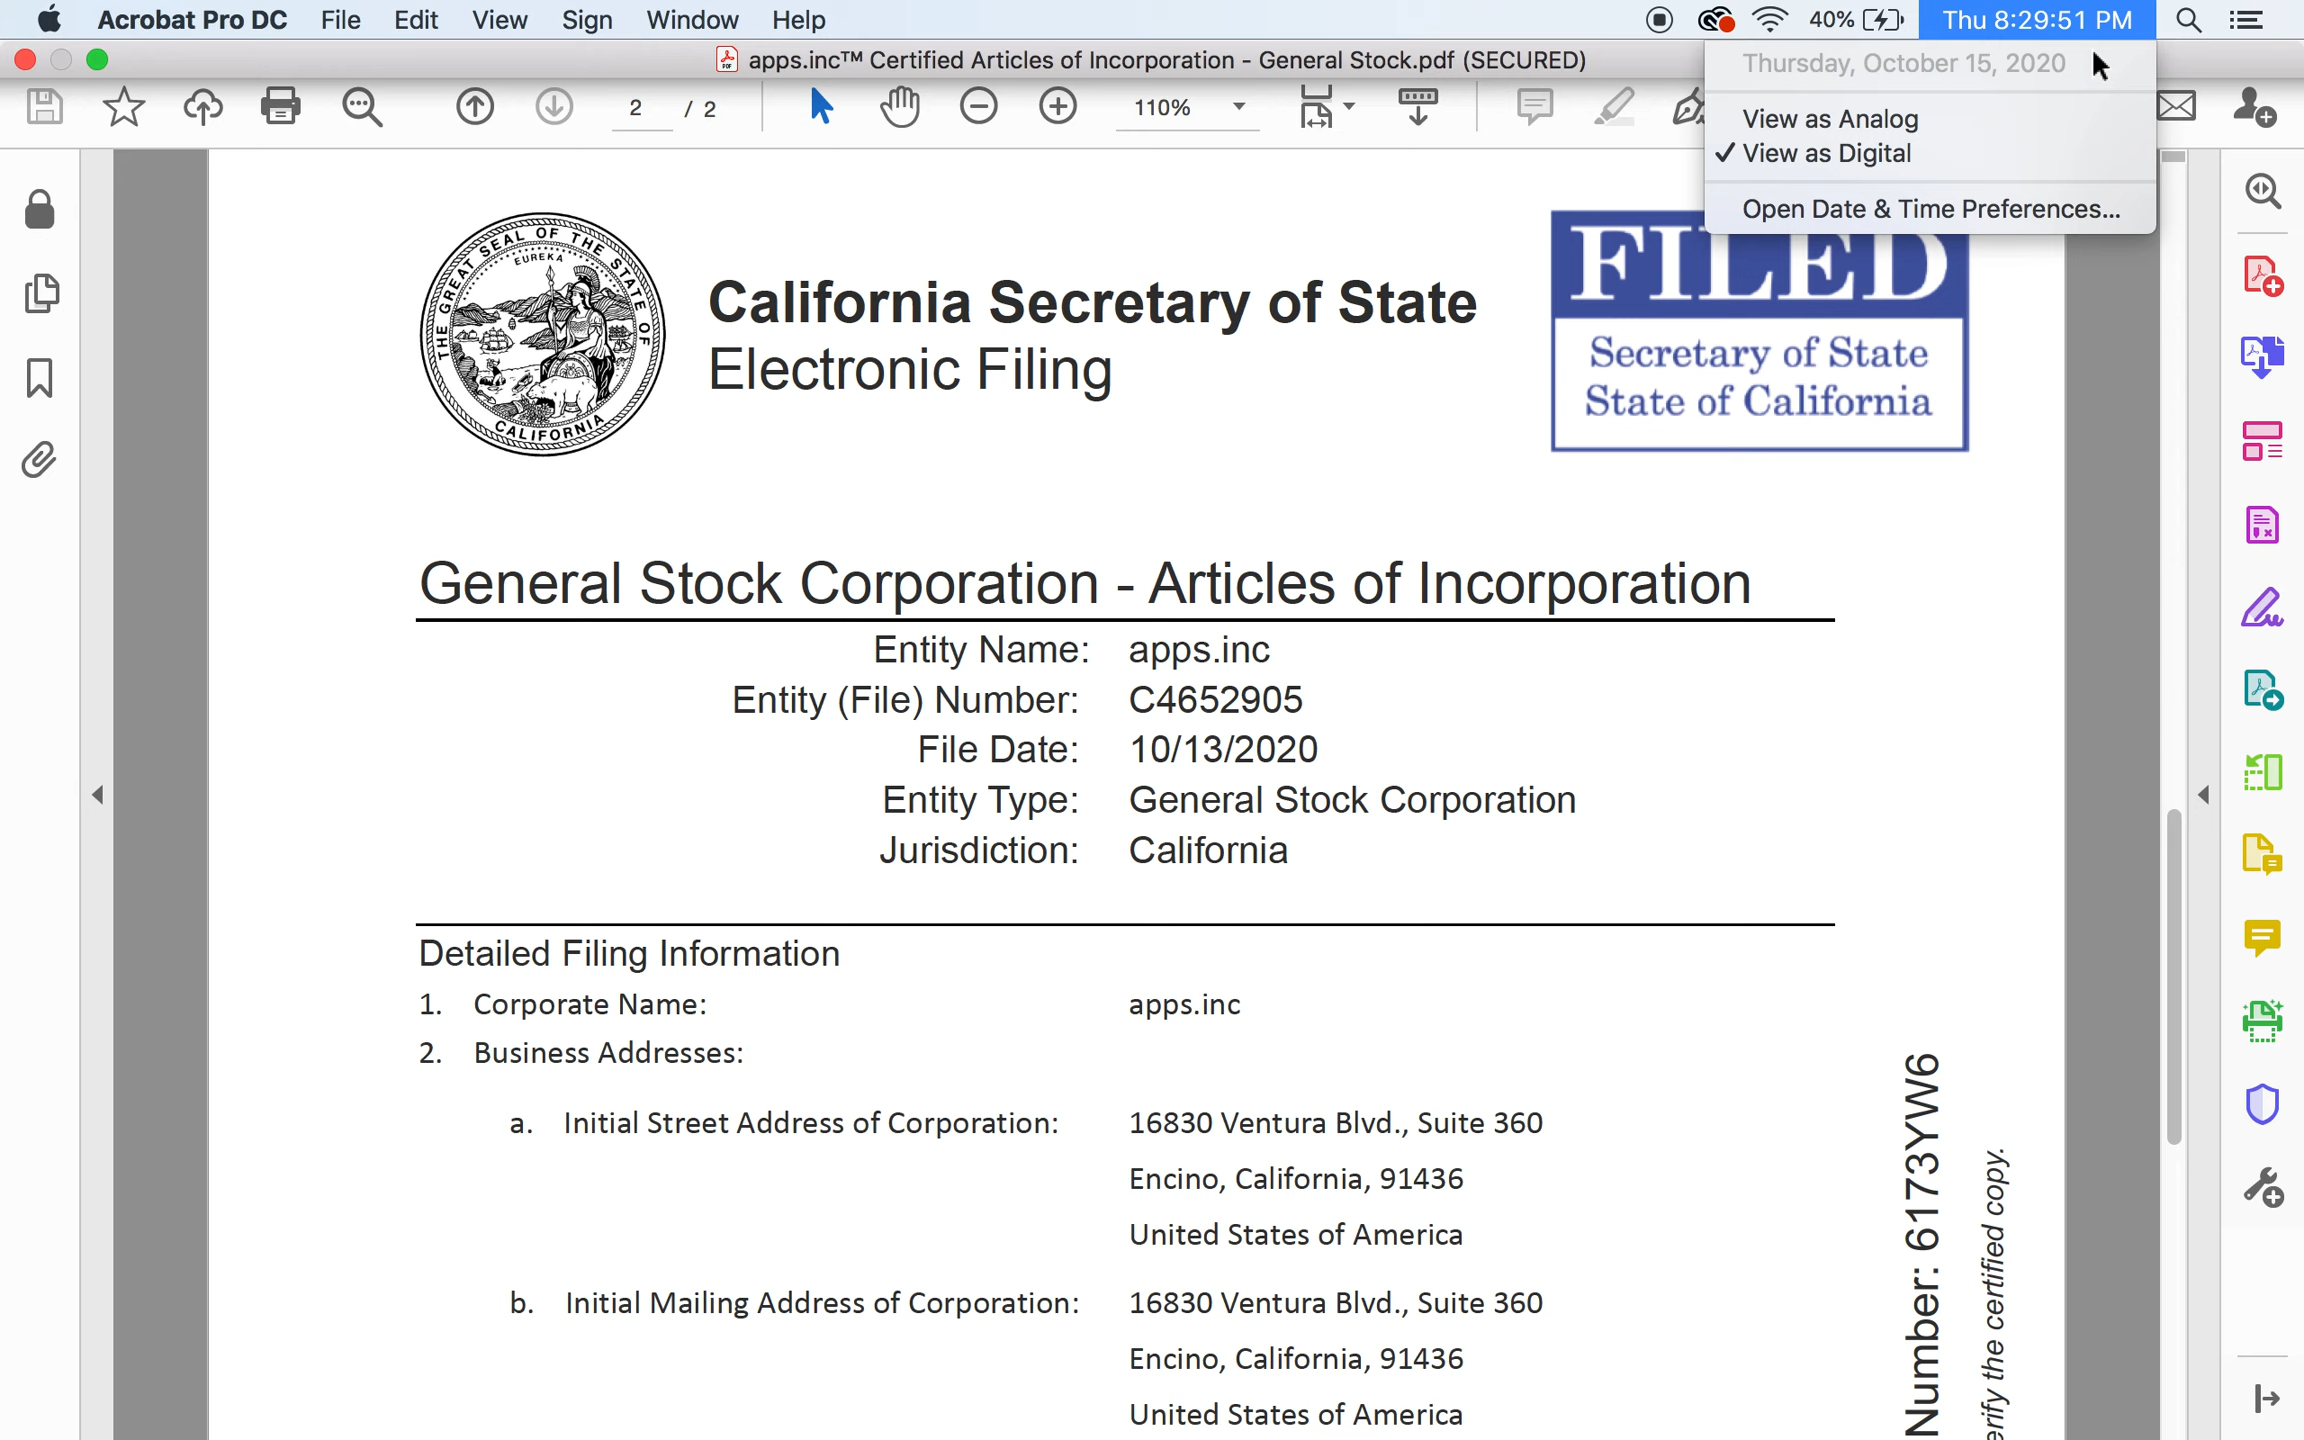 Acrobat Pro DC File Edit View Sign Window Help 40% Thu 8:29:51 PM
apps.inc™ Certified Articles of Incorporation - General Stock.pdf (SECURED)
Thursday, October 15, 2020
2 / 2 110%
View as Analog
✓ View as Digital
Open Date & Time Preferences...
THE GREAT SEAL OF THE STATE OF CALIFORNIA
EUREKA
California Secretary of State
Electronic Filing
FILED
Secretary of State
State of California
General Stock Corporation - Articles of Incorporation
Entity Name: apps.inc
Entity (File) Number: C4652905
File Date: 10/13/2020
Entity Type: General Stock Corporation
Jurisdiction: California
Detailed Filing Information
1. Corporate Name: apps.inc
2. Business Addresses:
a. Initial Street Address of Corporation: 16830 Ventura Blvd., Suite 360
Encino, California, 91436
United States of America
b. Initial Mailing Address of Corporation: 16830 Ventura Blvd., Suite 360
Encino, California, 91436
United States of America
Number: 6173YW6
the certified copy.